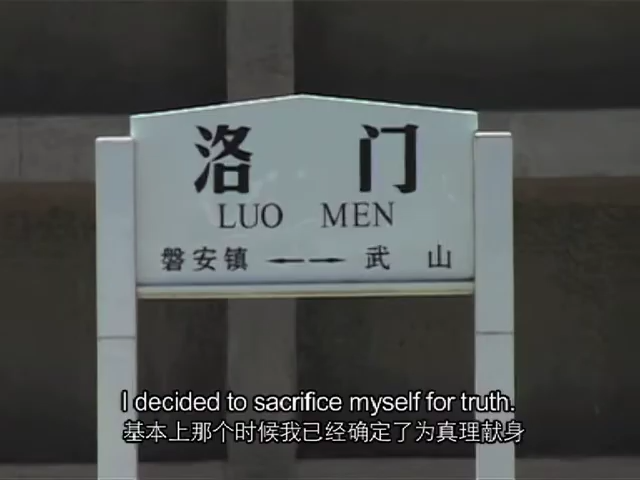 洛门
LUO MEN
磐安镇 ←→ 武山
I decided to sacrifice myself for truth.
基本上那个时候我已经确定了为真理献身